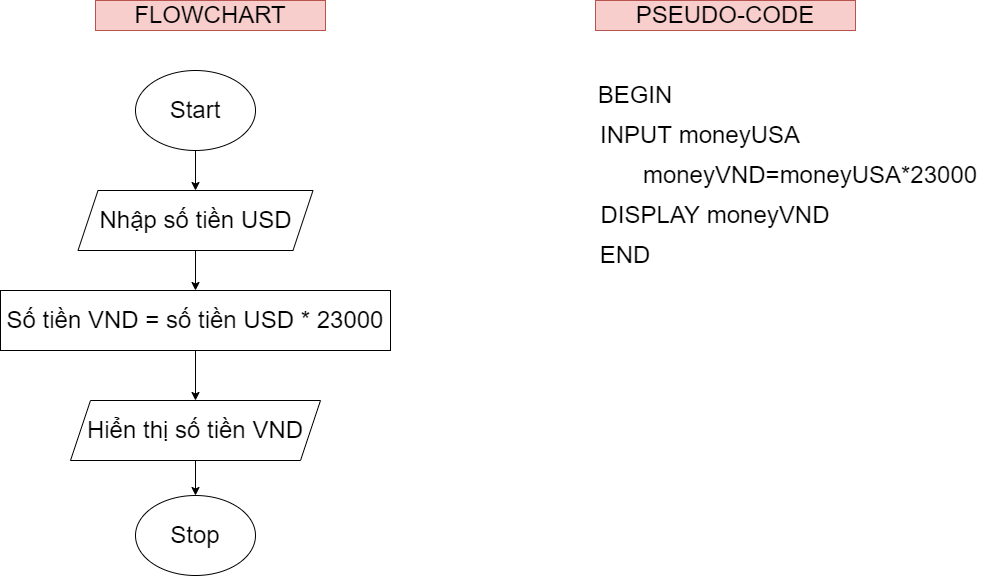 FLOWCHART
Start
Nhập số tiền USD
Số tiền VND = số tiền USD * 23000
Hiển thị số tiền VND
Stop
PSEUDO-CODE
BEGIN
INPUT moneyUSA
moneyVND=moneyUSA*23000
DISPLAY moneyVND
END